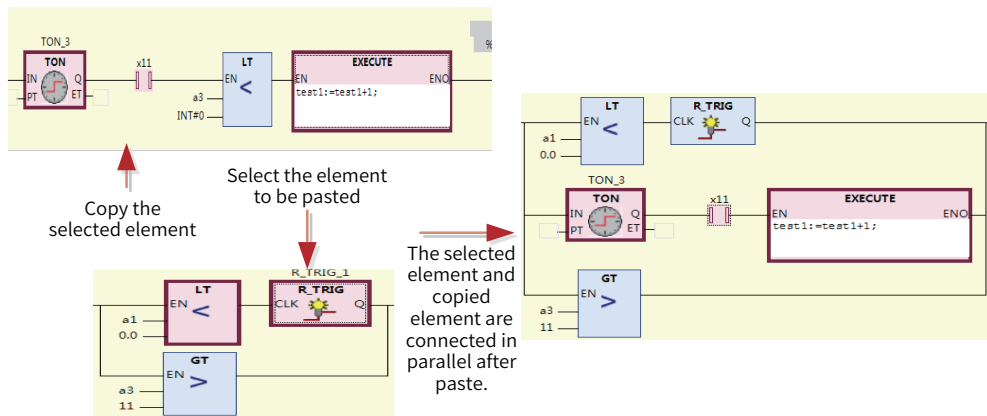 TON_3
TON
IN Q
PT ET
x11
LT
EN
<
a3
INT#0
EXECUTE
EN ENO
test1:=test1+1;
%
Copy the
selected element
Select the element
to be pasted
R_TRIG_1
LT
EN
<
a1
0.0
R_TRIG
CLK Q
GT
EN
>
a3
11
The selected
element and
copied
element are
connected in
parallel after
paste.
LT
EN
<
a1
0.0
R_TRIG
CLK Q
TON_3
TON
IN Q
PT ET
x11
EXECUTE
EN ENO
test1:=test1+1;
GT
EN
>
a3
11